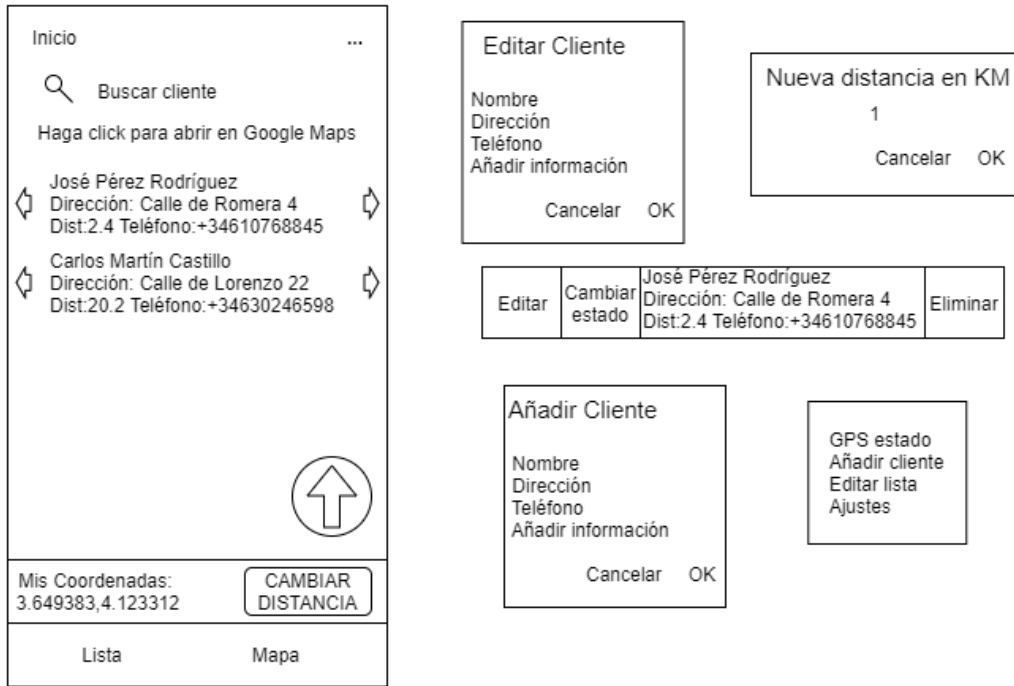 Inicio ...
Buscar cliente
Haga click para abrir en Google Maps
José Pérez Rodríguez
Dirección: Calle de Romera 4
Dist:2.4 Teléfono:+34610768845
Carlos Martín Castillo
Dirección: Calle de Lorenzo 22
Dist:20.2 Teléfono:+34630246598
Mis Coordenadas:
3.649383,4.123312
CAMBIAR
DISTANCIA
Lista Mapa
Editar Cliente
Nombre
Dirección
Teléfono
Añadir información
Cancelar OK
Nueva distancia en KM
1
Cancelar OK
Editar
Cambiar
estado
José Pérez Rodríguez
Dirección: Calle de Romera 4
Dist:2.4 Teléfono:+34610768845
Eliminar
Añadir Cliente
Nombre
Dirección
Teléfono
Añadir información
Cancelar OK
GPS estado
Añadir cliente
Editar lista
Ajustes